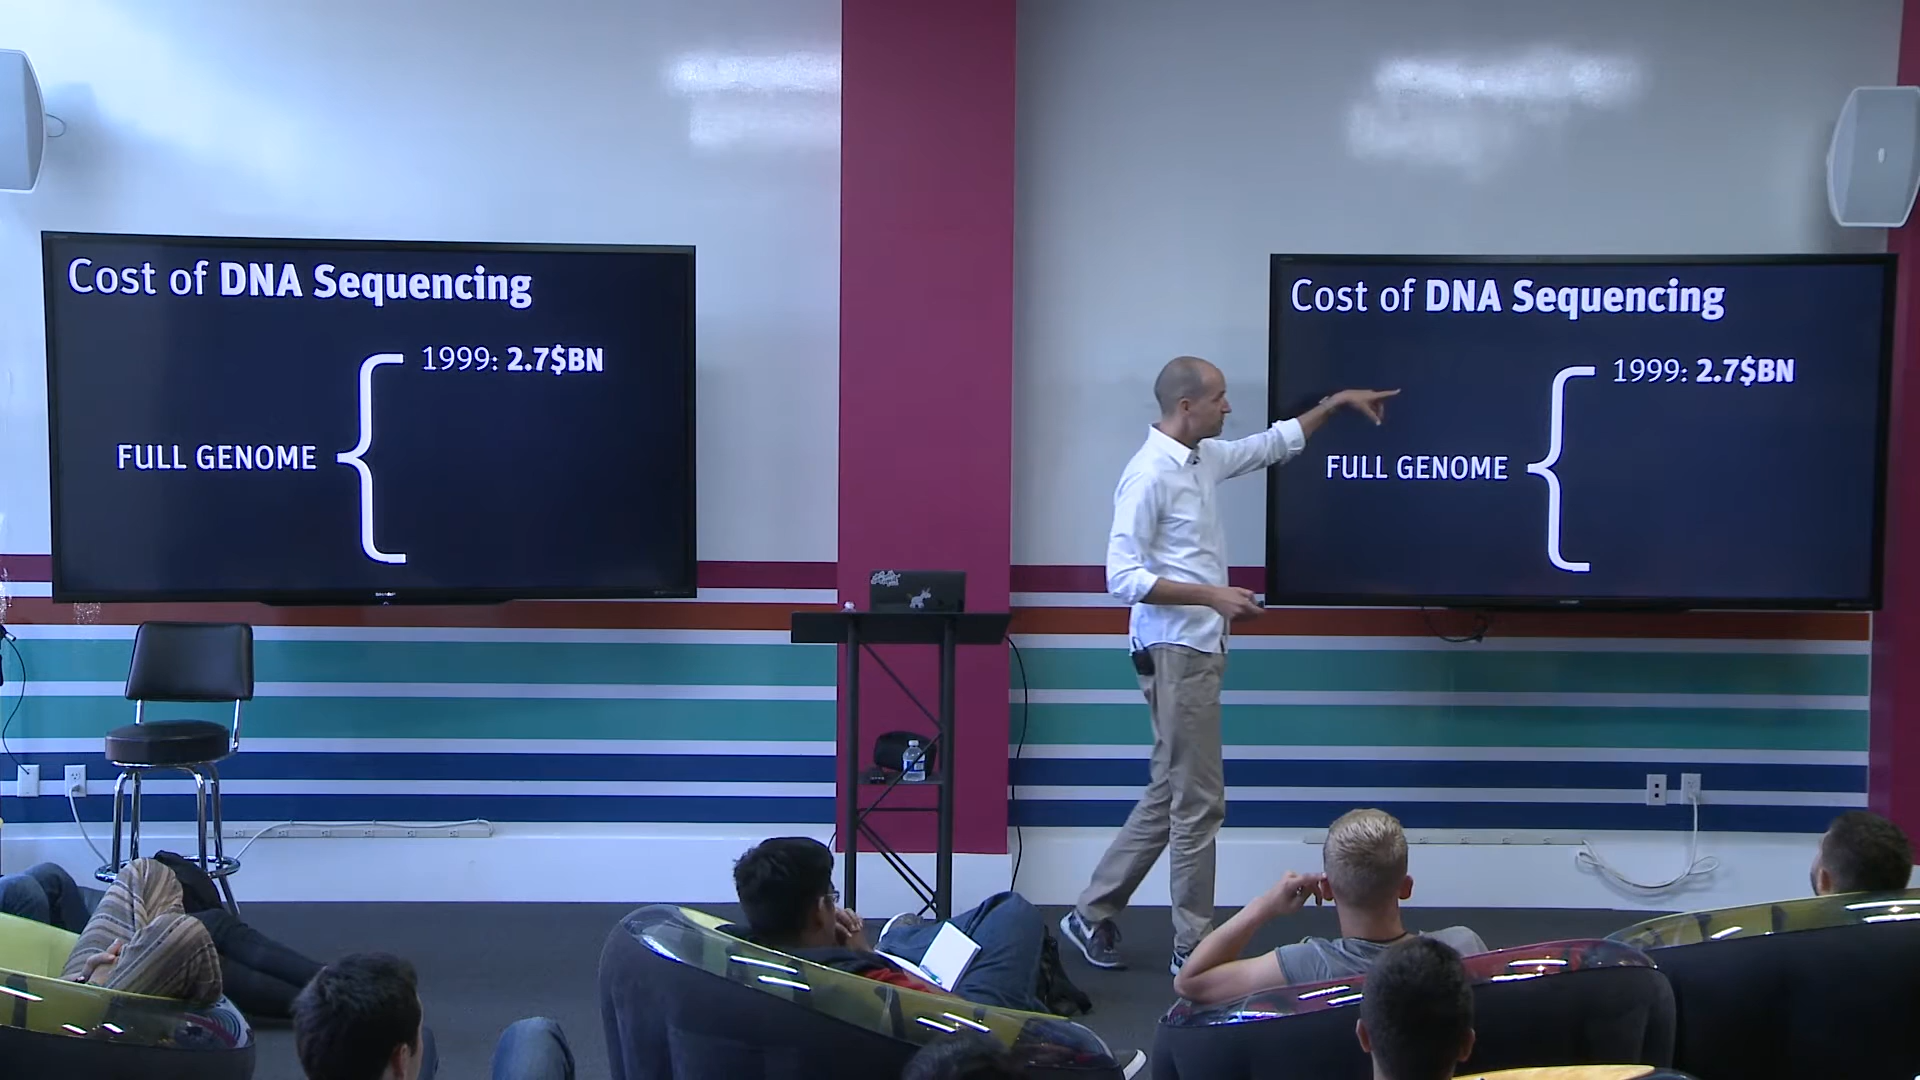 Cost of DNA Sequencing
1999: 2.7$BN
FULL GENOME
Cost of DNA Sequencing
1999: 2.7$BN
FULL GENOME